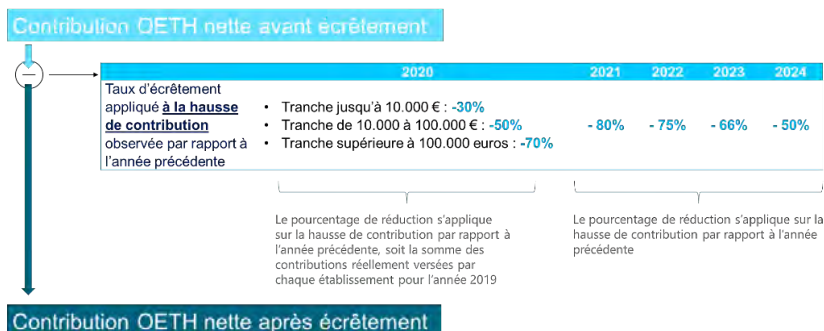 Contribution OETH nette avant écrêtement
2020 2021 2022 2023 2024
Taux d'écrêtement
appliqué à la hausse
de contribution
observée par rapport à
l'année précédente
• Tranche jusqu'à 10.000 € : -30%
• Tranche de 10.000 à 100.000 € : -50%
• Tranche supérieure à 100.000 euros : -70%
- 80% - 75% - 66% - 50%
Le pourcentage de réduction s'applique
sur la hausse de contribution par rapport à
l'année précédente, soit la somme des
contributions réellement versées par
chaque établissement pour l'année 2019
Le pourcentage de réduction s'applique sur la
hausse de contribution par rapport à l'année
précédente
Contribution OETH nette après écrêtement